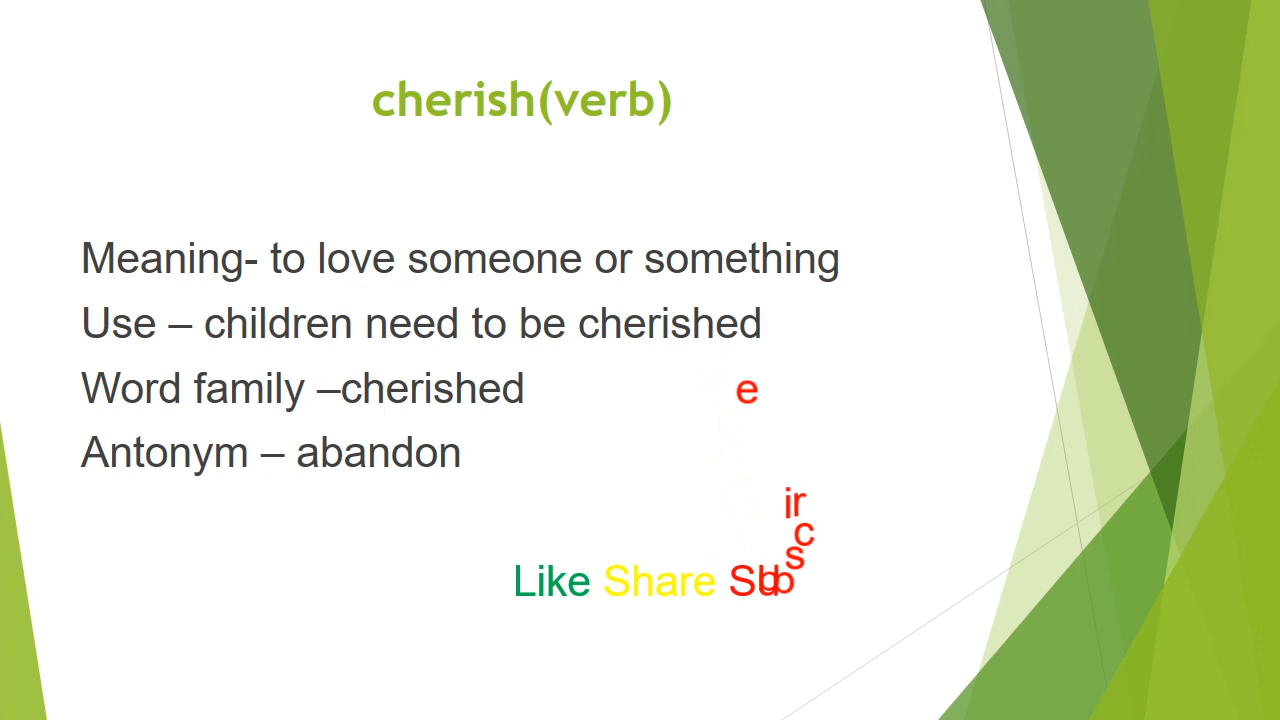 cherish(verb)
Meaning- to love someone or something
Use – children need to be cherished
Word family –cherished
Antonym – abandon
Like Share